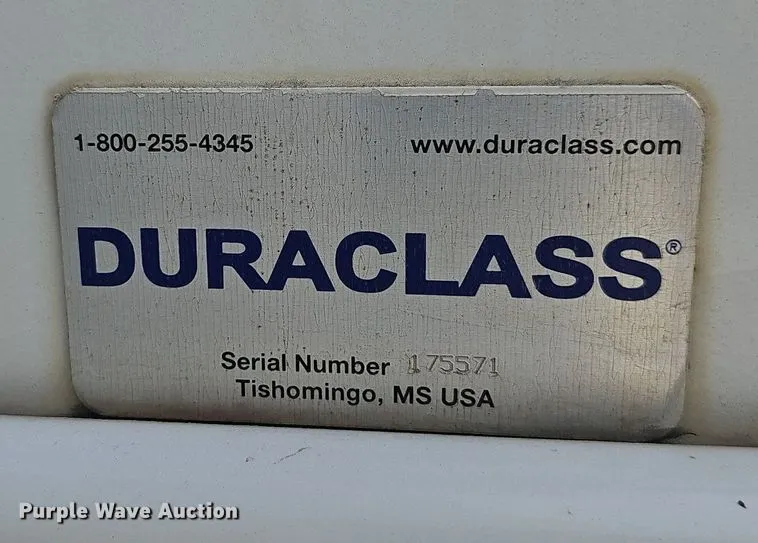 1-800-255-4345 www.duraclass.com
DURACLASS®
Serial Number 175571
Tishomingo, MS USA
Purple Wave Auction